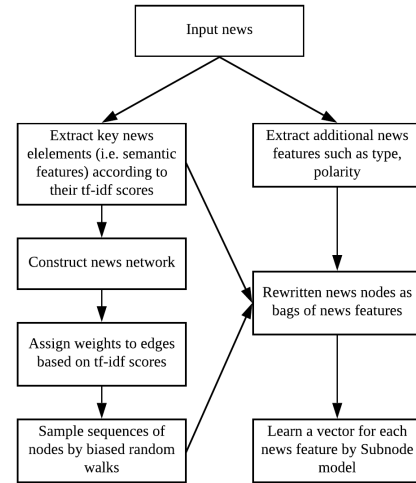 Input news
Extract key news
elelements (i.e. semantic
features) according to
their tf-idf scores
Extract additional news
features such as type,
polarity
Construct news network
Rewritten news nodes as
bags of news features
Assign weights to edges
based on tf-idf scores
Sample sequences of
nodes by biased random
walks
Learn a vector for each
news feature by Subnode
model